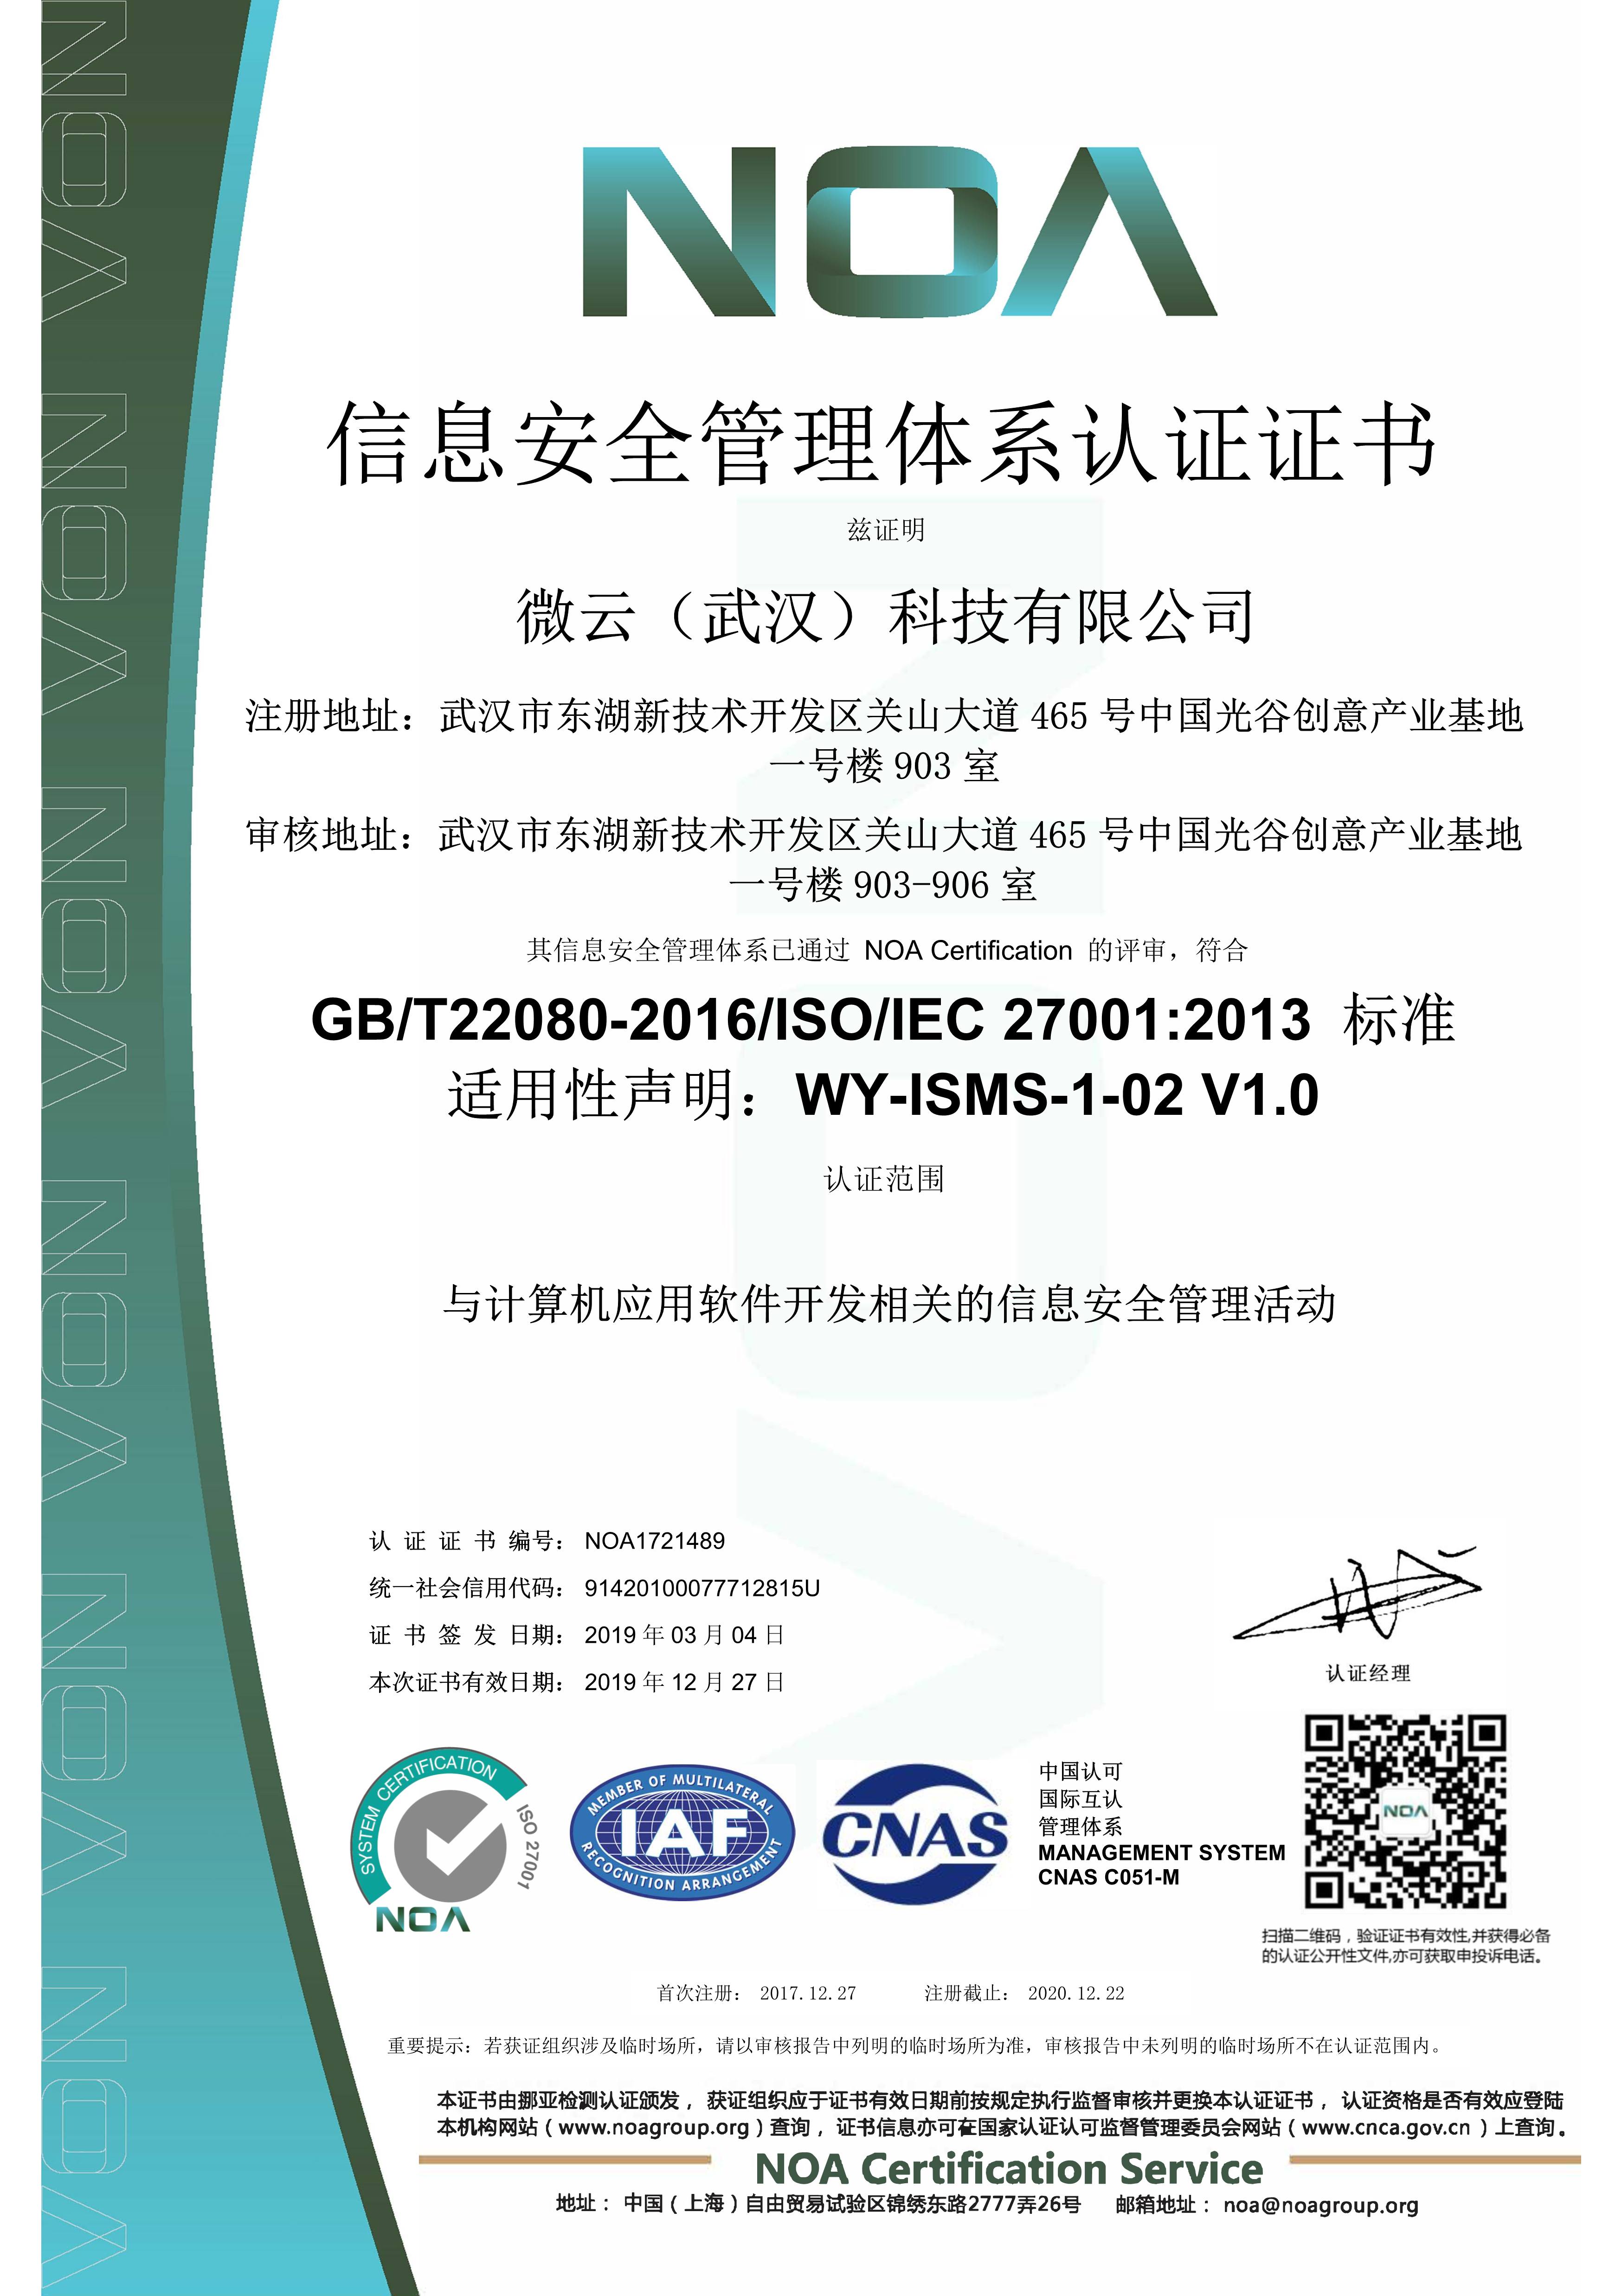 NOA
信息安全管理体系认证证书
兹证明
微云（武汉）科技有限公司
注册地址：武汉市东湖新技术开发区关山大道 465 号中国光谷创意产业基地
一号楼 903 室
审核地址：武汉市东湖新技术开发区关山大道 465 号中国光谷创意产业基地
一号楼 903-906 室
其信息安全管理体系已通过 NOA Certification 的评审，符合
GB/T22080-2016/ISO/IEC 27001:2013 标准
适用性声明：WY-ISMS-1-02 V1.0
认证范围
与计算机应用软件开发相关的信息安全管理活动
认 证 证 书 编号： NOA1721489
统一社会信用代码： 91420100077712815U
证 书 签 发 日期： 2019 年 03 月 04 日
本次证书有效日期： 2019 年 12 月 27 日
认证经理
SYSTEM CERTIFICATION
ISO 27001
NOA
MEMBER OF MULTILATERAL
IAF
RECOGNITION ARRANGEMENT
CNAS
中国认可
国际互认
管理体系
MANAGEMENT SYSTEM
CNAS C051-M
NOA
扫描二维码，验证证书有效性,并获得必备
的认证公开性文件,亦可获取申投诉电话。
首次注册： 2017.12.27 注册截止： 2020.12.22
重要提示：若获证组织涉及临时场所，请以审核报告中列明的临时场所为准，审核报告中未列明的临时场所不在认证范围内。
本证书由挪亚检测认证颁发， 获证组织应于证书有效日期前按规定执行监督审核并更换本认证证书， 认证资格是否有效应登陆
本机构网站（www.noagroup.org）查询， 证书信息亦可在国家认证认可监督管理委员会网站（www.cnca.gov.cn ）上查询。
NOA Certification Service
地址： 中国（上海）自由贸易试验区锦绣东路2777弄26号 邮箱地址： noa@noagroup.org